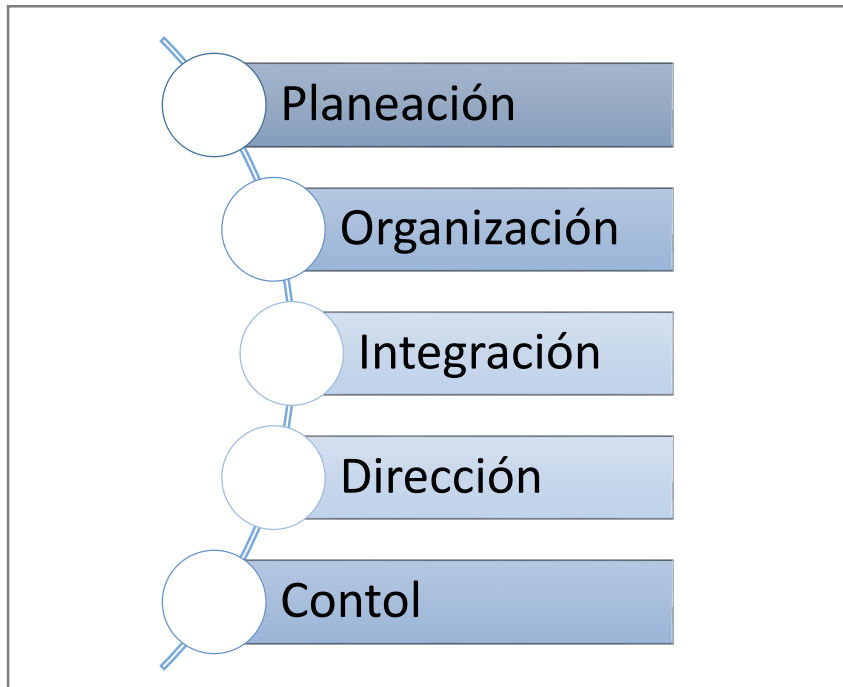 Planeación
Organización
Integración
Dirección
Contol